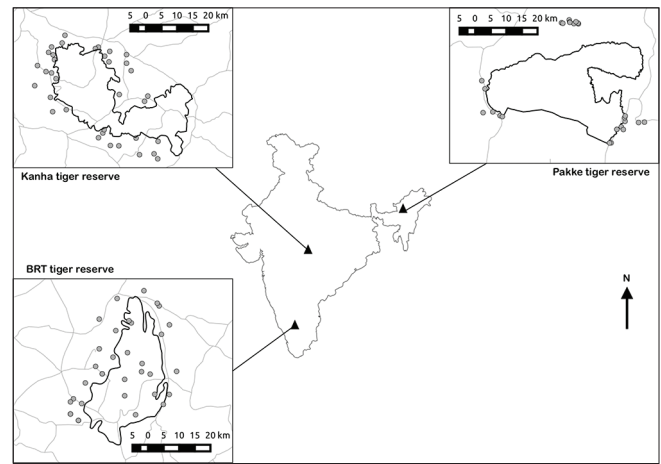 5 0 5 10 15 20 km
Kanha tiger reserve
5 0 5 10 15 20 km
Pakke tiger reserve
BRT tiger reserve
5 0 5 10 15 20 km
N